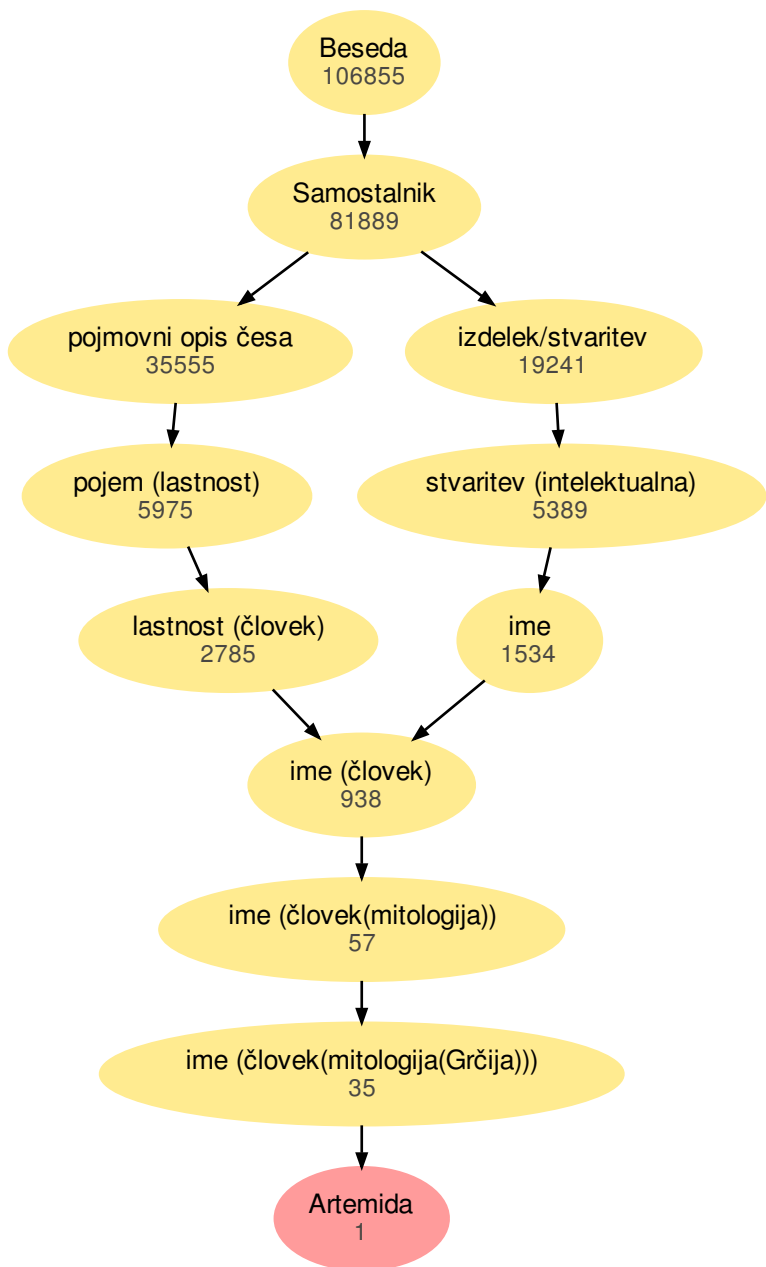 Beseda
106855
Samostalnik
81889
pojmovni opis česa
35555
izdelek/stvaritev
19241
pojem (lastnost)
5975
stvaritev (intelektualna)
5389
lastnost (človek)
2785
ime
1534
ime (človek)
938
ime (človek(mitologija))
57
ime (človek(mitologija(Grčija)))
35
Artemida
1